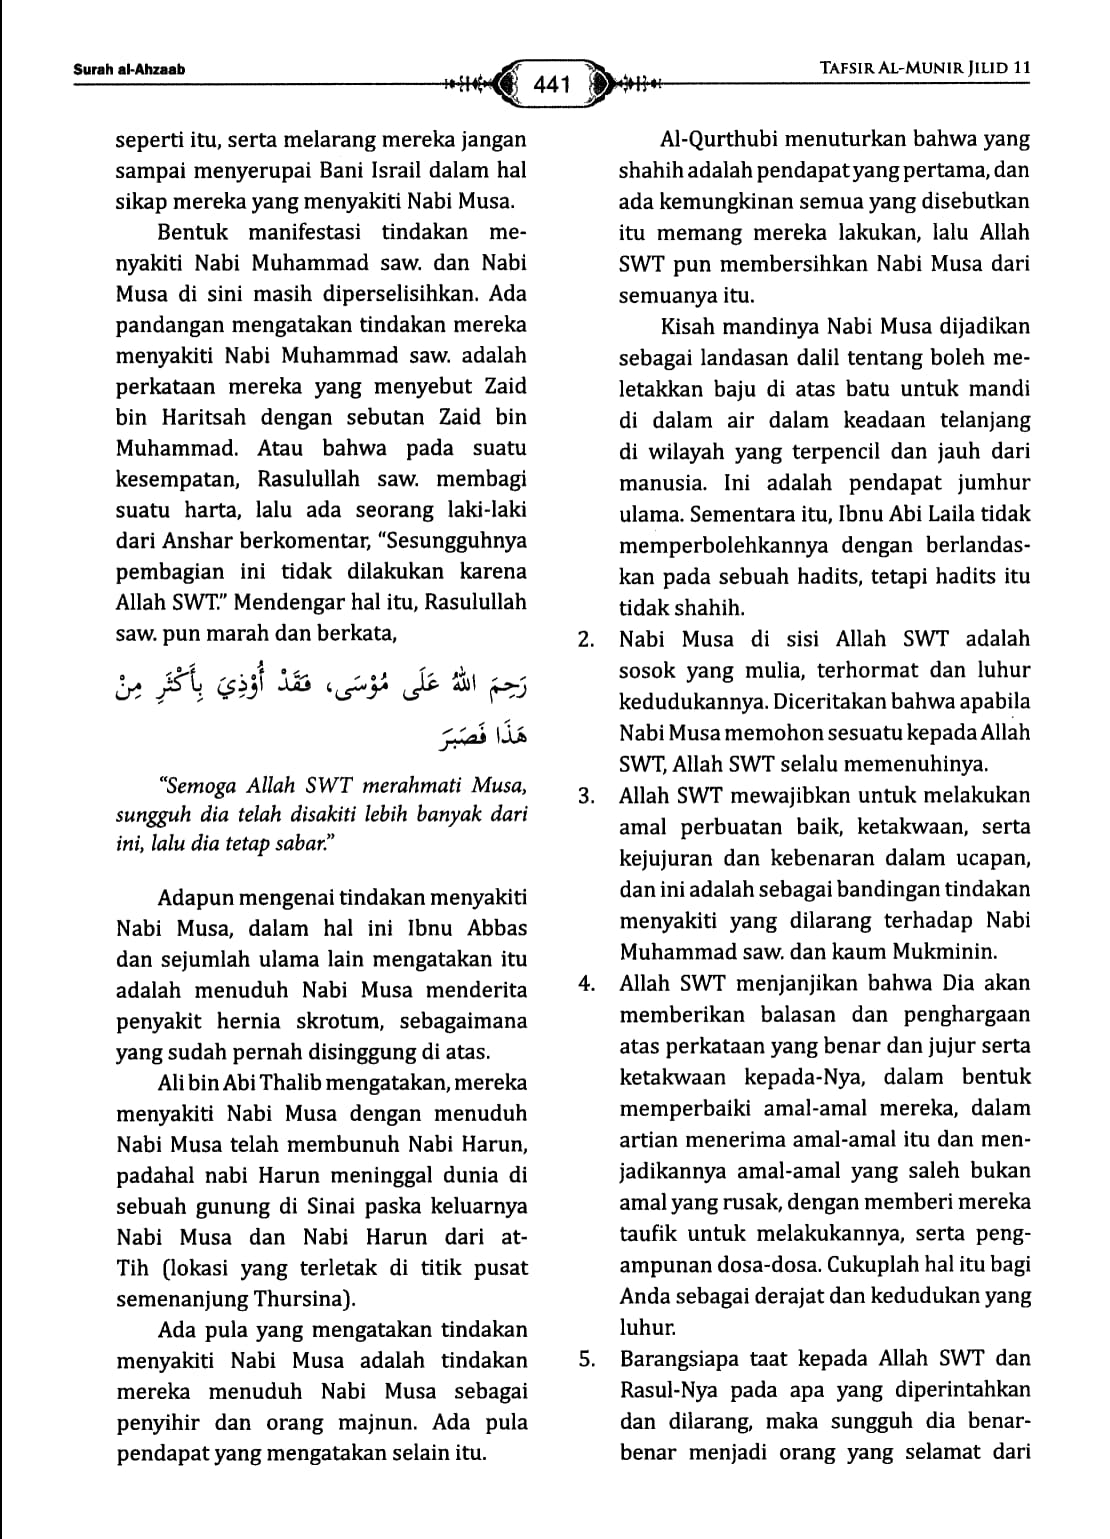 Surah al-Ahzaab
441
TAFSIR AL-MUNIR JILID 11
seperti itu, serta melarang mereka jangan
sampai menyerupai Bani Israil dalam hal
sikap mereka yang menyakiti Nabi Musa.
Bentuk manifestasi tindakan me-
nyakiti Nabi Muhammad saw. dan Nabi
Musa di sini masih diperselisihkan. Ada
pandangan mengatakan tindakan mereka
menyakiti Nabi Muhammad saw. adalah
perkataan mereka yang menyebut Zaid
bin Haritsah dengan sebutan Zaid bin
Muhammad. Atau bahwa pada suatu
kesempatan, Rasulullah saw. membagi
suatu harta, lalu ada seorang laki-laki
dari Anshar berkomentar, “Sesungguhnya
pembagian ini tidak dilakukan karena
Allah SWT.” Mendengar hal itu, Rasulullah
saw. pun marah dan berkata,
رَحِمَ اللهُ عَلَى مُوْسَى، فَقَدْ أُوْذِيَ بِأَكْثَرِ مِنْ
هَذَا فَصَبَرَ
“Semoga Allah SWT merahmati Musa,
sungguh dia telah disakiti lebih banyak dari
ini, lalu dia tetap sabar.”
Adapun mengenai tindakan menyakiti
Nabi Musa, dalam hal ini Ibnu Abbas
dan sejumlah ulama lain mengatakan itu
adalah menuduh Nabi Musa menderita
penyakit hernia skrotum, sebagaimana
yang sudah pernah disinggung di atas.
Ali bin Abi Thalib mengatakan, mereka
menyakiti Nabi Musa dengan menuduh
Nabi Musa telah membunuh Nabi Harun,
padahal nabi Harun meninggal dunia di
sebuah gunung di Sinai paska keluarnya
Nabi Musa dan Nabi Harun dari at-
Tih (lokasi yang terletak di titik pusat
semenanjung Thursina).
Ada pula yang mengatakan tindakan
menyakiti Nabi Musa adalah tindakan
mereka menuduh Nabi Musa sebagai
penyihir dan orang majnun. Ada pula
pendapat yang mengatakan selain itu.
Al-Qurthubi menuturkan bahwa yang
shahih adalah pendapat yang pertama, dan
ada kemungkinan semua yang disebutkan
itu memang mereka lakukan, lalu Allah
SWT pun membersihkan Nabi Musa dari
semuanya itu.
Kisah mandinya Nabi Musa dijadikan
sebagai landasan dalil tentang boleh me-
letakkan baju di atas batu untuk mandi
di dalam air dalam keadaan telanjang
di wilayah yang terpencil dan jauh dari
manusia. Ini adalah pendapat jumhur
ulama. Sementara itu, Ibnu Abi Laila tidak
memperbolehkannya dengan berlandas-
kan pada sebuah hadits, tetapi hadits itu
tidak shahih.
2. Nabi Musa di sisi Allah SWT adalah
sosok yang mulia, terhormat dan luhur
kedudukannya. Diceritakan bahwa apabila
Nabi Musa memohon sesuatu kepada Allah
SWT, Allah SWT selalu memenuhinya.
3. Allah SWT mewajibkan untuk melakukan
amal perbuatan baik, ketakwaan, serta
kejujuran dan kebenaran dalam ucapan,
dan ini adalah sebagai bandingan tindakan
menyakiti yang dilarang terhadap Nabi
Muhammad saw. dan kaum Mukminin.
4. Allah SWT menjanjikan bahwa Dia akan
memberikan balasan dan penghargaan
atas perkataan yang benar dan jujur serta
ketakwaan kepada-Nya, dalam bentuk
memperbaiki amal-amal mereka, dalam
artian menerima amal-amal itu dan men-
jadikannya amal-amal yang saleh bukan
amal yang rusak, dengan memberi mereka
taufik untuk melakukannya, serta peng-
ampunan dosa-dosa. Cukuplah hal itu bagi
Anda sebagai derajat dan kedudukan yang
luhur.
5. Barangsiapa taat kepada Allah SWT dan
Rasul-Nya pada apa yang diperintahkan
dan dilarang, maka sungguh dia benar-
benar menjadi orang yang selamat dari